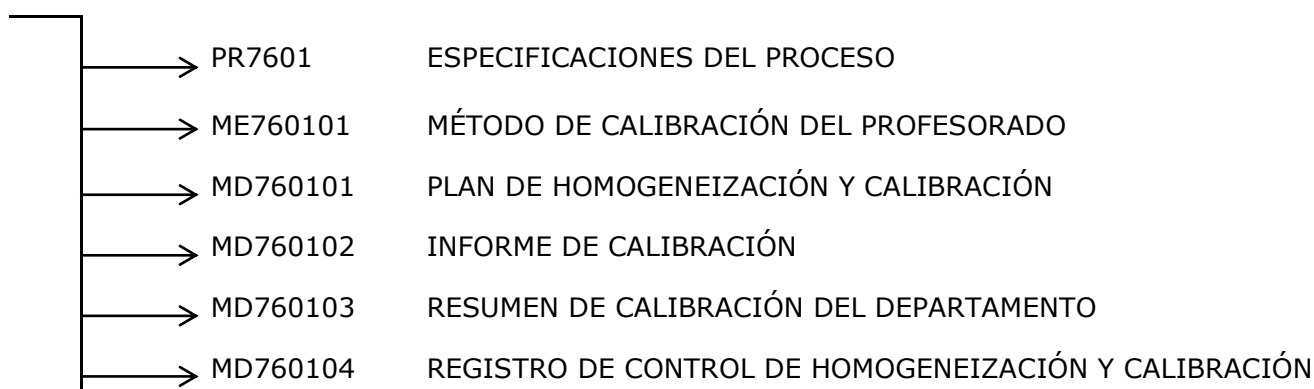 PR7601 ESPECIFICACIONES DEL PROCESO
ME760101 MÉTODO DE CALIBRACIÓN DEL PROFESORADO
MD760101 PLAN DE HOMOGENEIZACIÓN Y CALIBRACIÓN
MD760102 INFORME DE CALIBRACIÓN
MD760103 RESUMEN DE CALIBRACIÓN DEL DEPARTAMENTO
MD760104 REGISTRO DE CONTROL DE HOMOGENEIZACIÓN Y CALIBRACIÓN